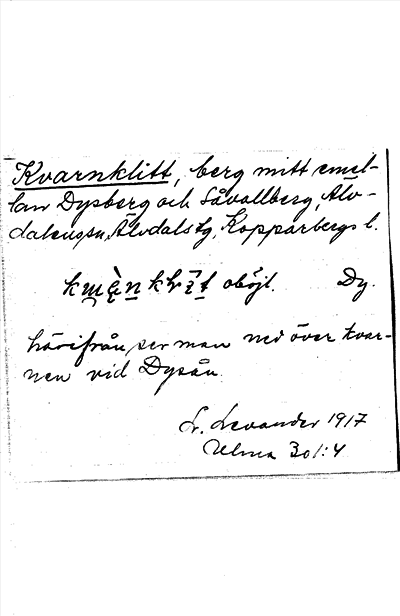 Kvarnklitt, berg mitt emel-
lan Dysberg och Såvallberg, Älv-
dalens sn, Älvdals tg, Kopparbergs l.
oböjl. Dy.
härifrån ser man ned över kvar-
nen vid Dysån.
L. Levander 1917
Ulma 301:4